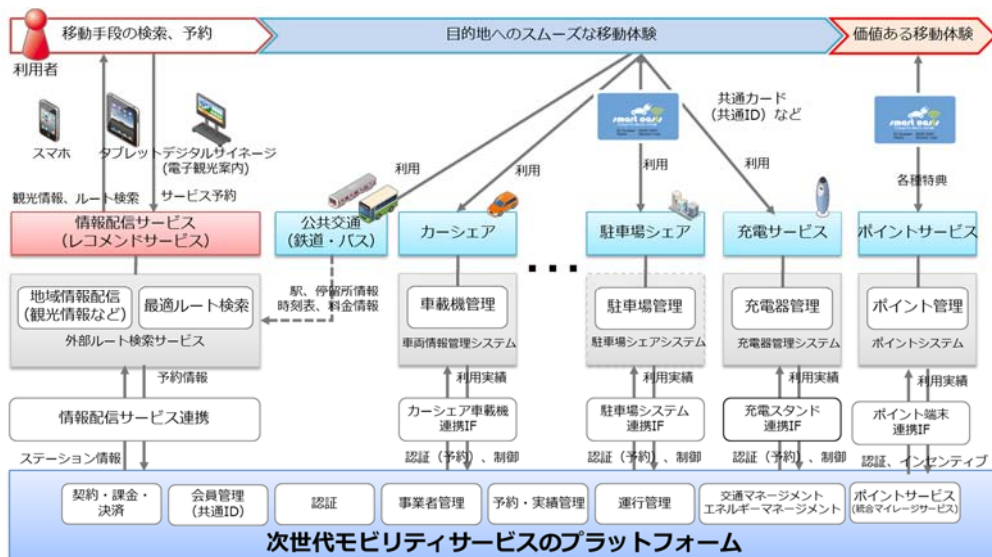 移動手段の検索、予約
目的地へのスムーズな移動体験
価値ある移動体験
利用者
スマホ
タブレット
デジタルサイネージ
(電子観光案内)
共通カード
(共通ID) など
smart oasis
smart oasis
観光情報、ルート検索
サービス予約
利用
利用
利用
利用
各種特典
情報配信サービス
(レコメンドサービス)
公共交通
(鉄道・バス)
カーシェア
駐車場シェア
充電サービス
ポイントサービス
地域情報配信
(観光情報など)
最適ルート検索
外部ルート検索サービス
駅、停留所情報
時刻表、料金情報
車載機管理
車両情報管理システム
駐車場管理
駐車場シェアシステム
充電器管理
充電器管理システム
ポイント管理
ポイントシステム
予約情報
利用実績
利用実績
利用実績
利用実績
情報配信サービス連携
カーシェア車載機
連携IF
駐車場システム
連携IF
充電スタンド
連携IF
ポイント端末
連携IF
ステーション情報
認証(予約)、制御
認証(予約)、制御
認証(予約)、制御
認証、インセンティブ
契約・課金・
決済
会員管理
(共通ID)
認証
事業者管理
予約・実績管理
運行管理
交通マネージメント
エネルギーマネージメント
ポイントサービス
(統合マイレージサービス)
次世代モビリティサービスのプラットフォーム